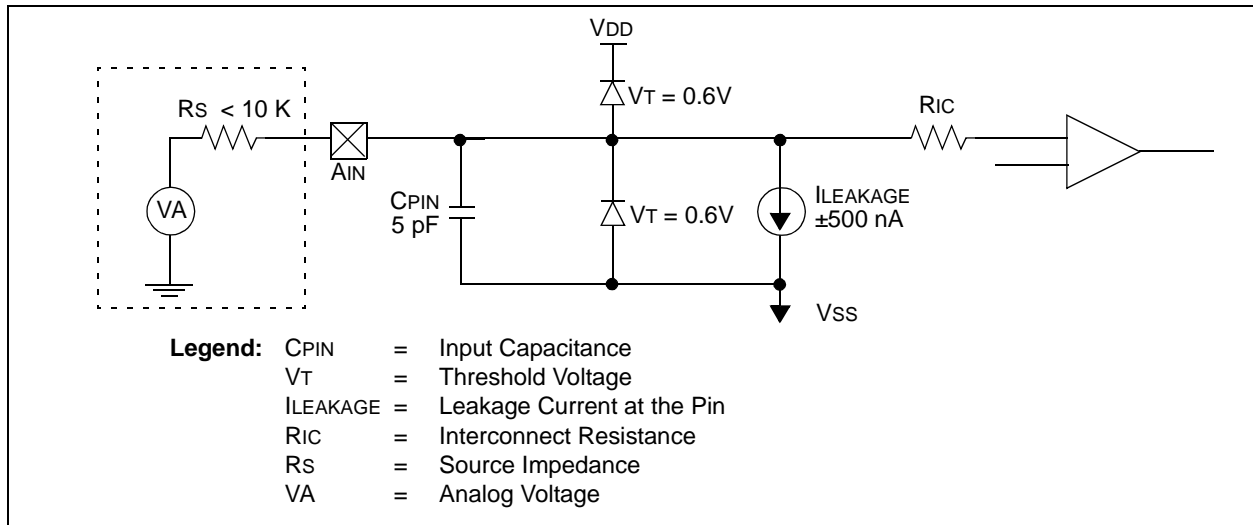 VDD
RS < 10 K
VT = 0.6V
RIC
AIN
VA
CPIN
5 pF
VT = 0.6V
ILEAKAGE
±500 nA
VSS
Legend: CPIN = Input Capacitance
VT = Threshold Voltage
ILEAKAGE = Leakage Current at the Pin
RIC = Interconnect Resistance
RS = Source Impedance
VA = Analog Voltage